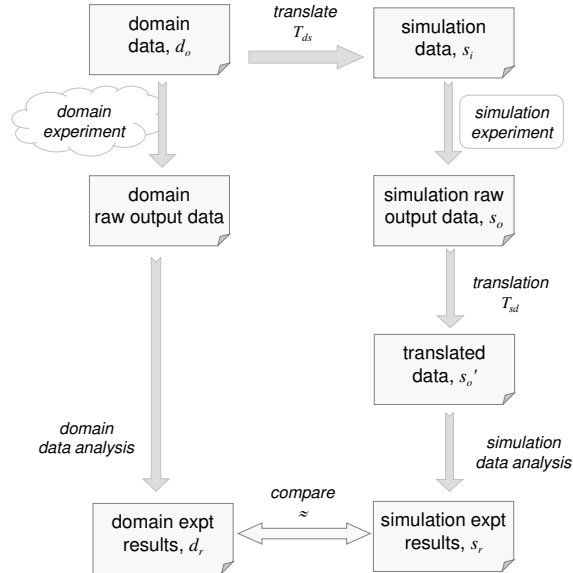 domain
data, d_o
translate
T_ds
simulation
data, s_i
domain
experiment
simulation
experiment
domain
raw output data
simulation raw
output data, s_o
translation
T_sd
translated
data, s_o'
domain
data analysis
simulation
data analysis
domain expt
results, d_r
compare
≈
simulation expt
results, s_r